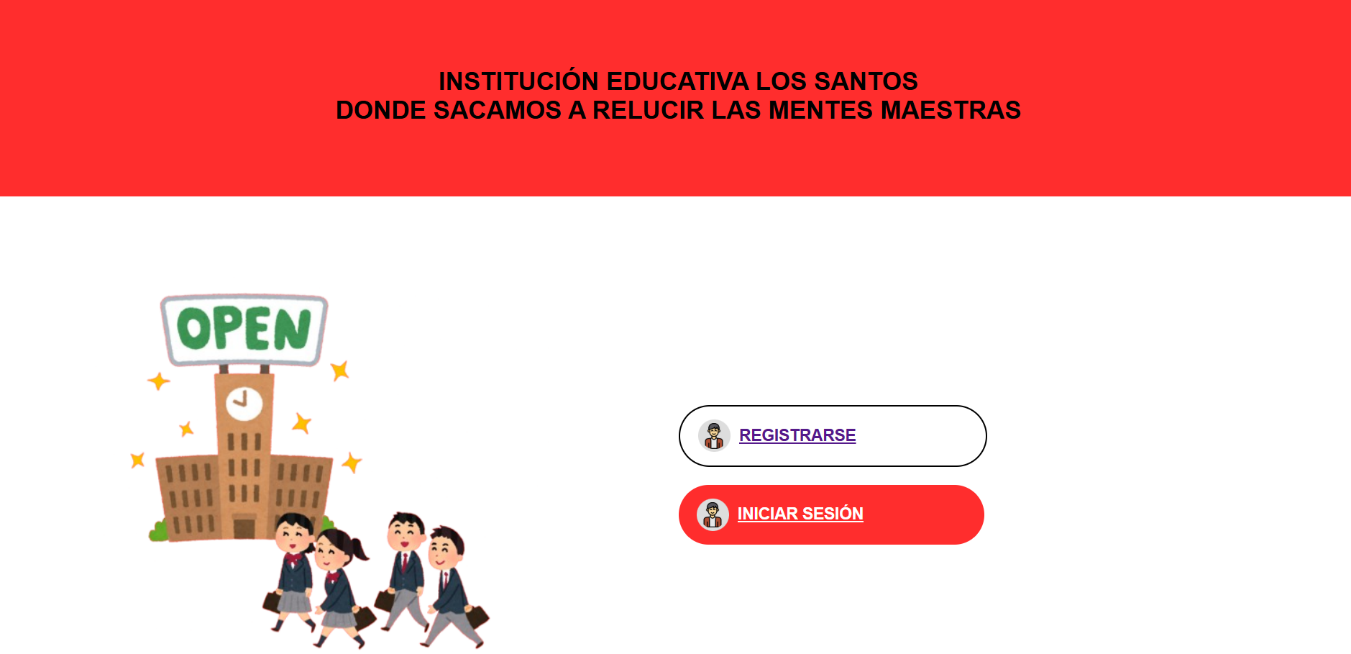 INSTITUCIÓN EDUCATIVA LOS SANTOS
DONDE SACAMOS A RELUCIR LAS MENTES MAESTRAS
OPEN
REGISTRARSE
INICIAR SESIÓN